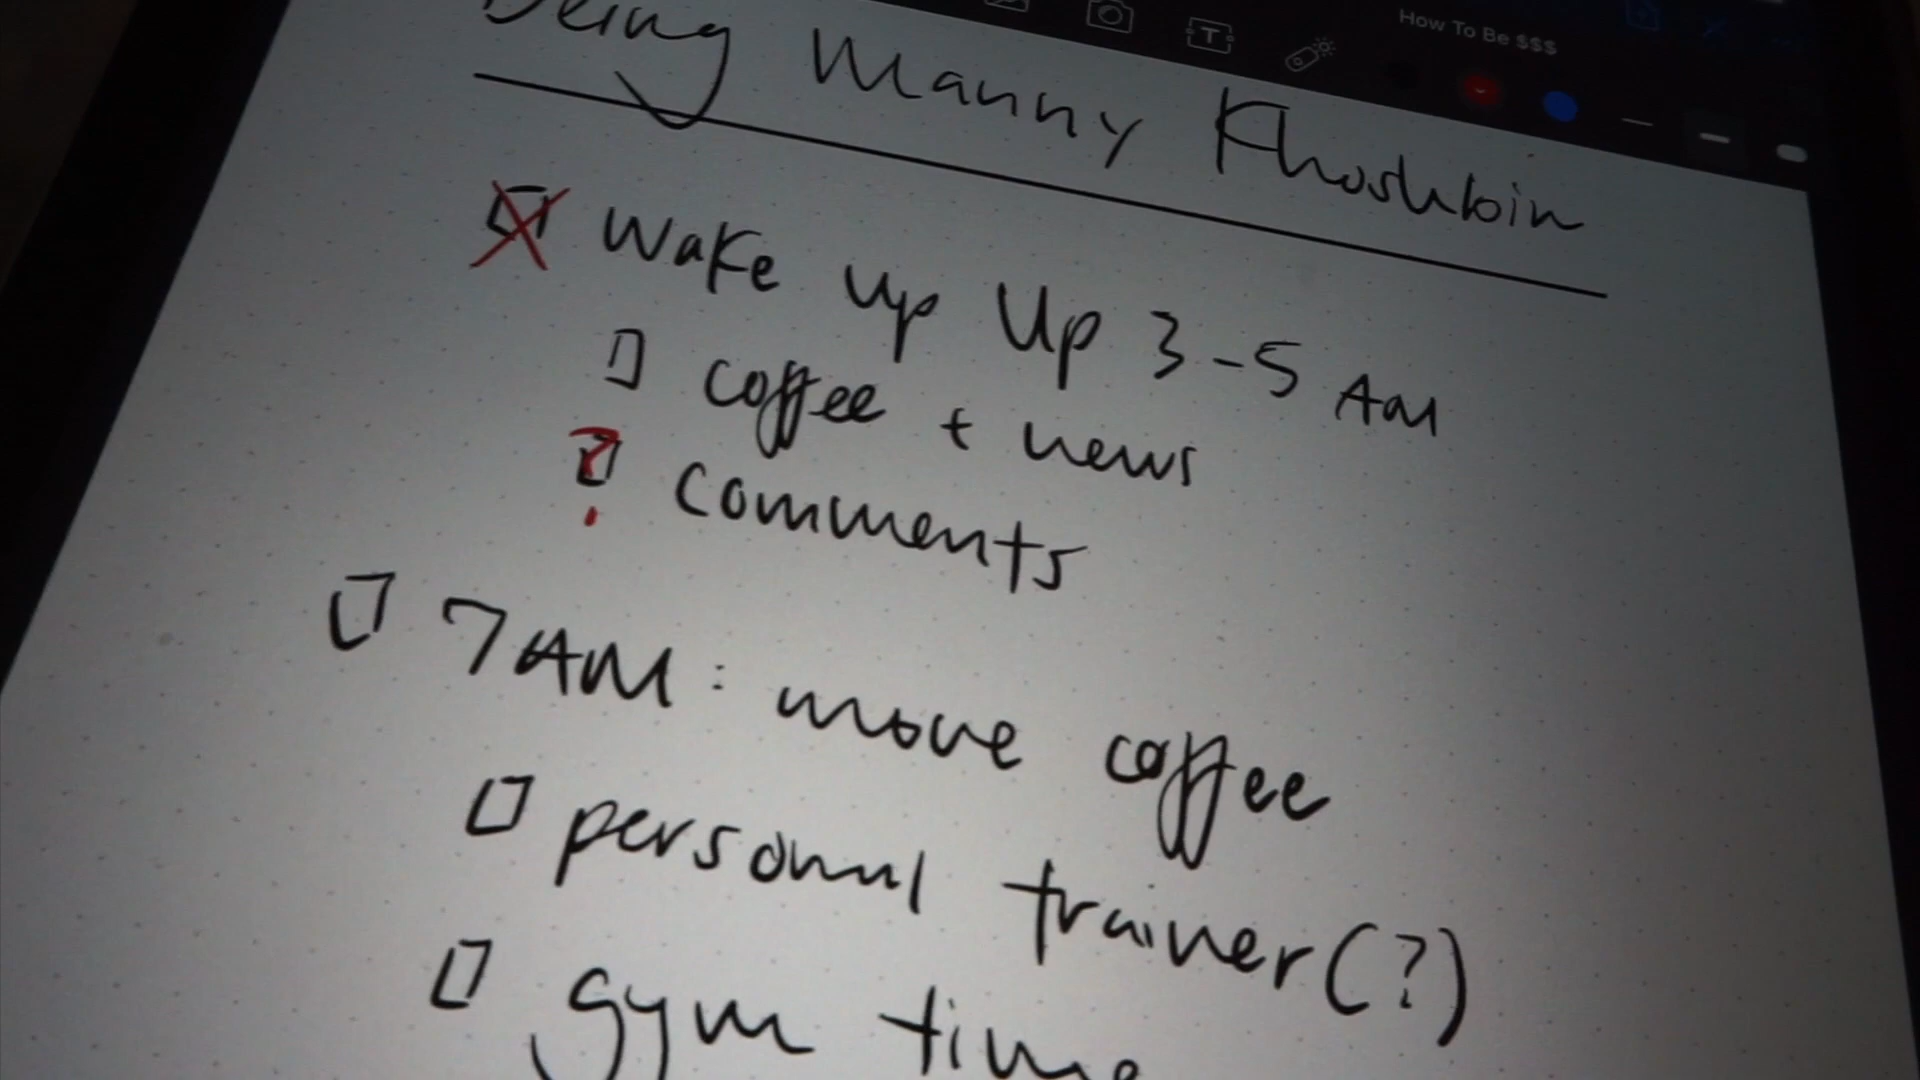 How To Be $$$
Being Manny Khoshbin
Wake up Up 3-5 AM
coffee + news
?
comments
7AM: move coffee
personal trainer(?)
gym time